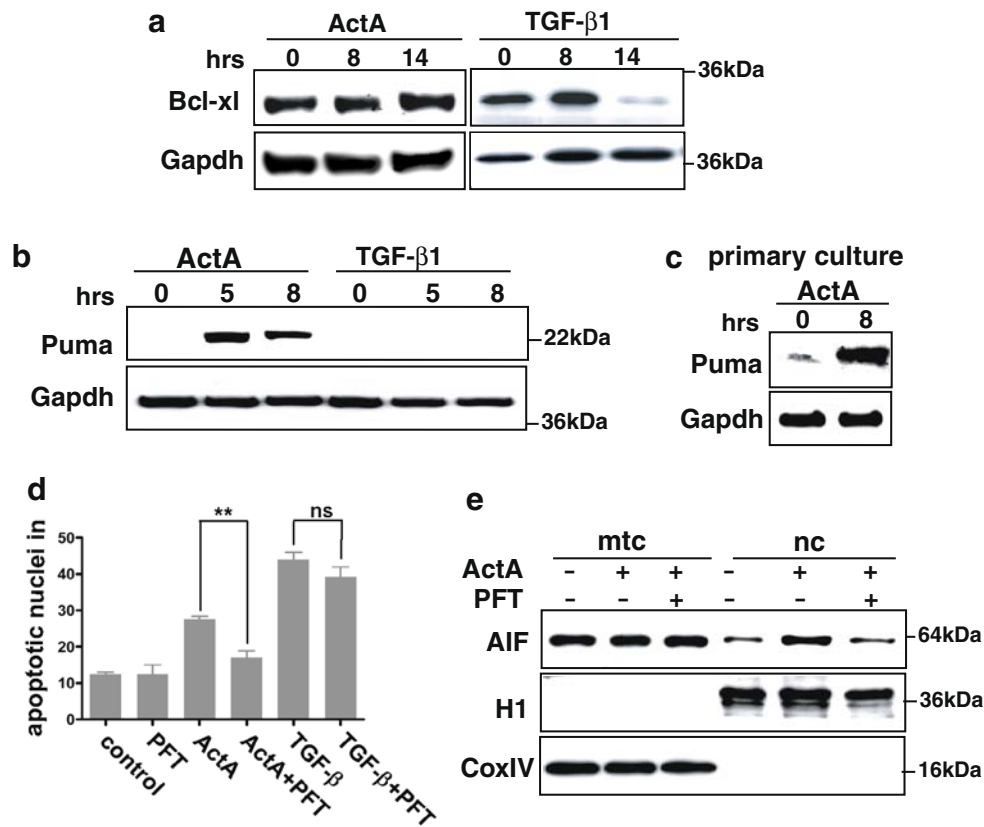 a
ActA TGF-β1
hrs 0 8 14 0 8 14
36kDa
Bcl-xl
Gapdh
36kDa
b
ActA TGF-β1
hrs 0 5 8 0 5 8
Puma
22kDa
Gapdh
36kDa
c primary culture
ActA
hrs 0 8
Puma
Gapdh
d
apoptotic nuclei in
** ns
50
40
30
20
10
0
control PFT ActA ActA+PFT TGF-β TGF-β+PFT
e
mtc nc
ActA - + + - + +
PFT - - + - - +
AIF
64kDa
H1
36kDa
CoxIV
16kDa